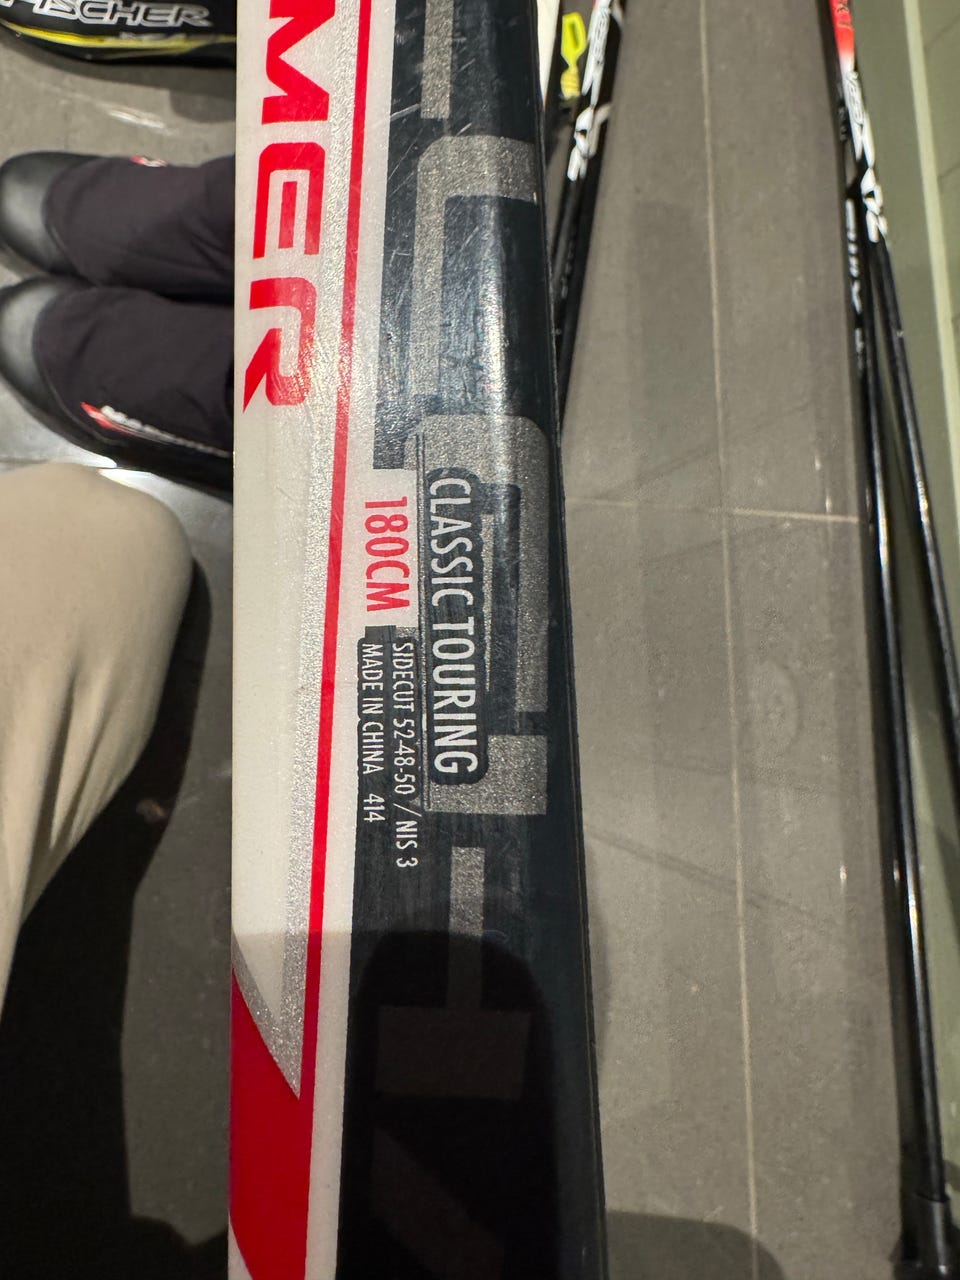 FISCHER
MER
180CM
CLASSIC TOURING
SIDECUT 52-48-50 /NIS 3
MADE IN CHINA 414